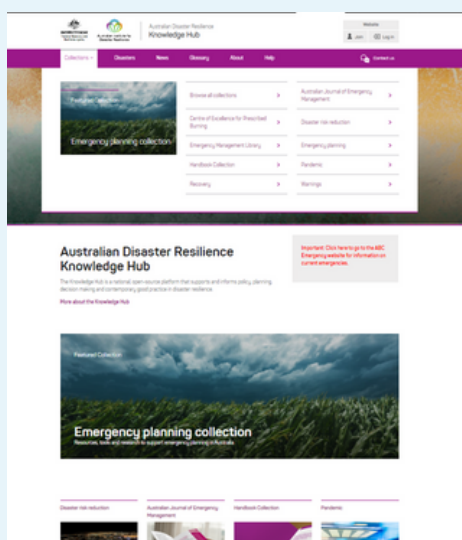 Australian Disaster Resilience
Knowledge Hub
Website
Join
Log in
Collections
Disasters
News
Glossary
About
Help
Contact us
Emergency planning collection
Browse all collections
Australian Journal of Emergency
Management
Centre of Excellence for Prescribed
Burning
Disaster risk reduction
Emergency Management Library
Emergency planning
Handbook Collection
Pandemic
Recovery
Warnings
Australian Disaster Resilience
Knowledge Hub
Important: Click here to go to the ABC
Emergency website for information on
current emergencies.
The Knowledge Hub is a national, open-source platform that supports and informs policy, planning,
decision making and contemporary good practice in disaster resilience.
More about the Knowledge Hub
Featured Collection
Emergency planning collection
Resources, tools and research to support emergency planning in Australia
Disaster risk reduction
Australian Journal of Emergency
Management
Handbook Collection
Pandemic